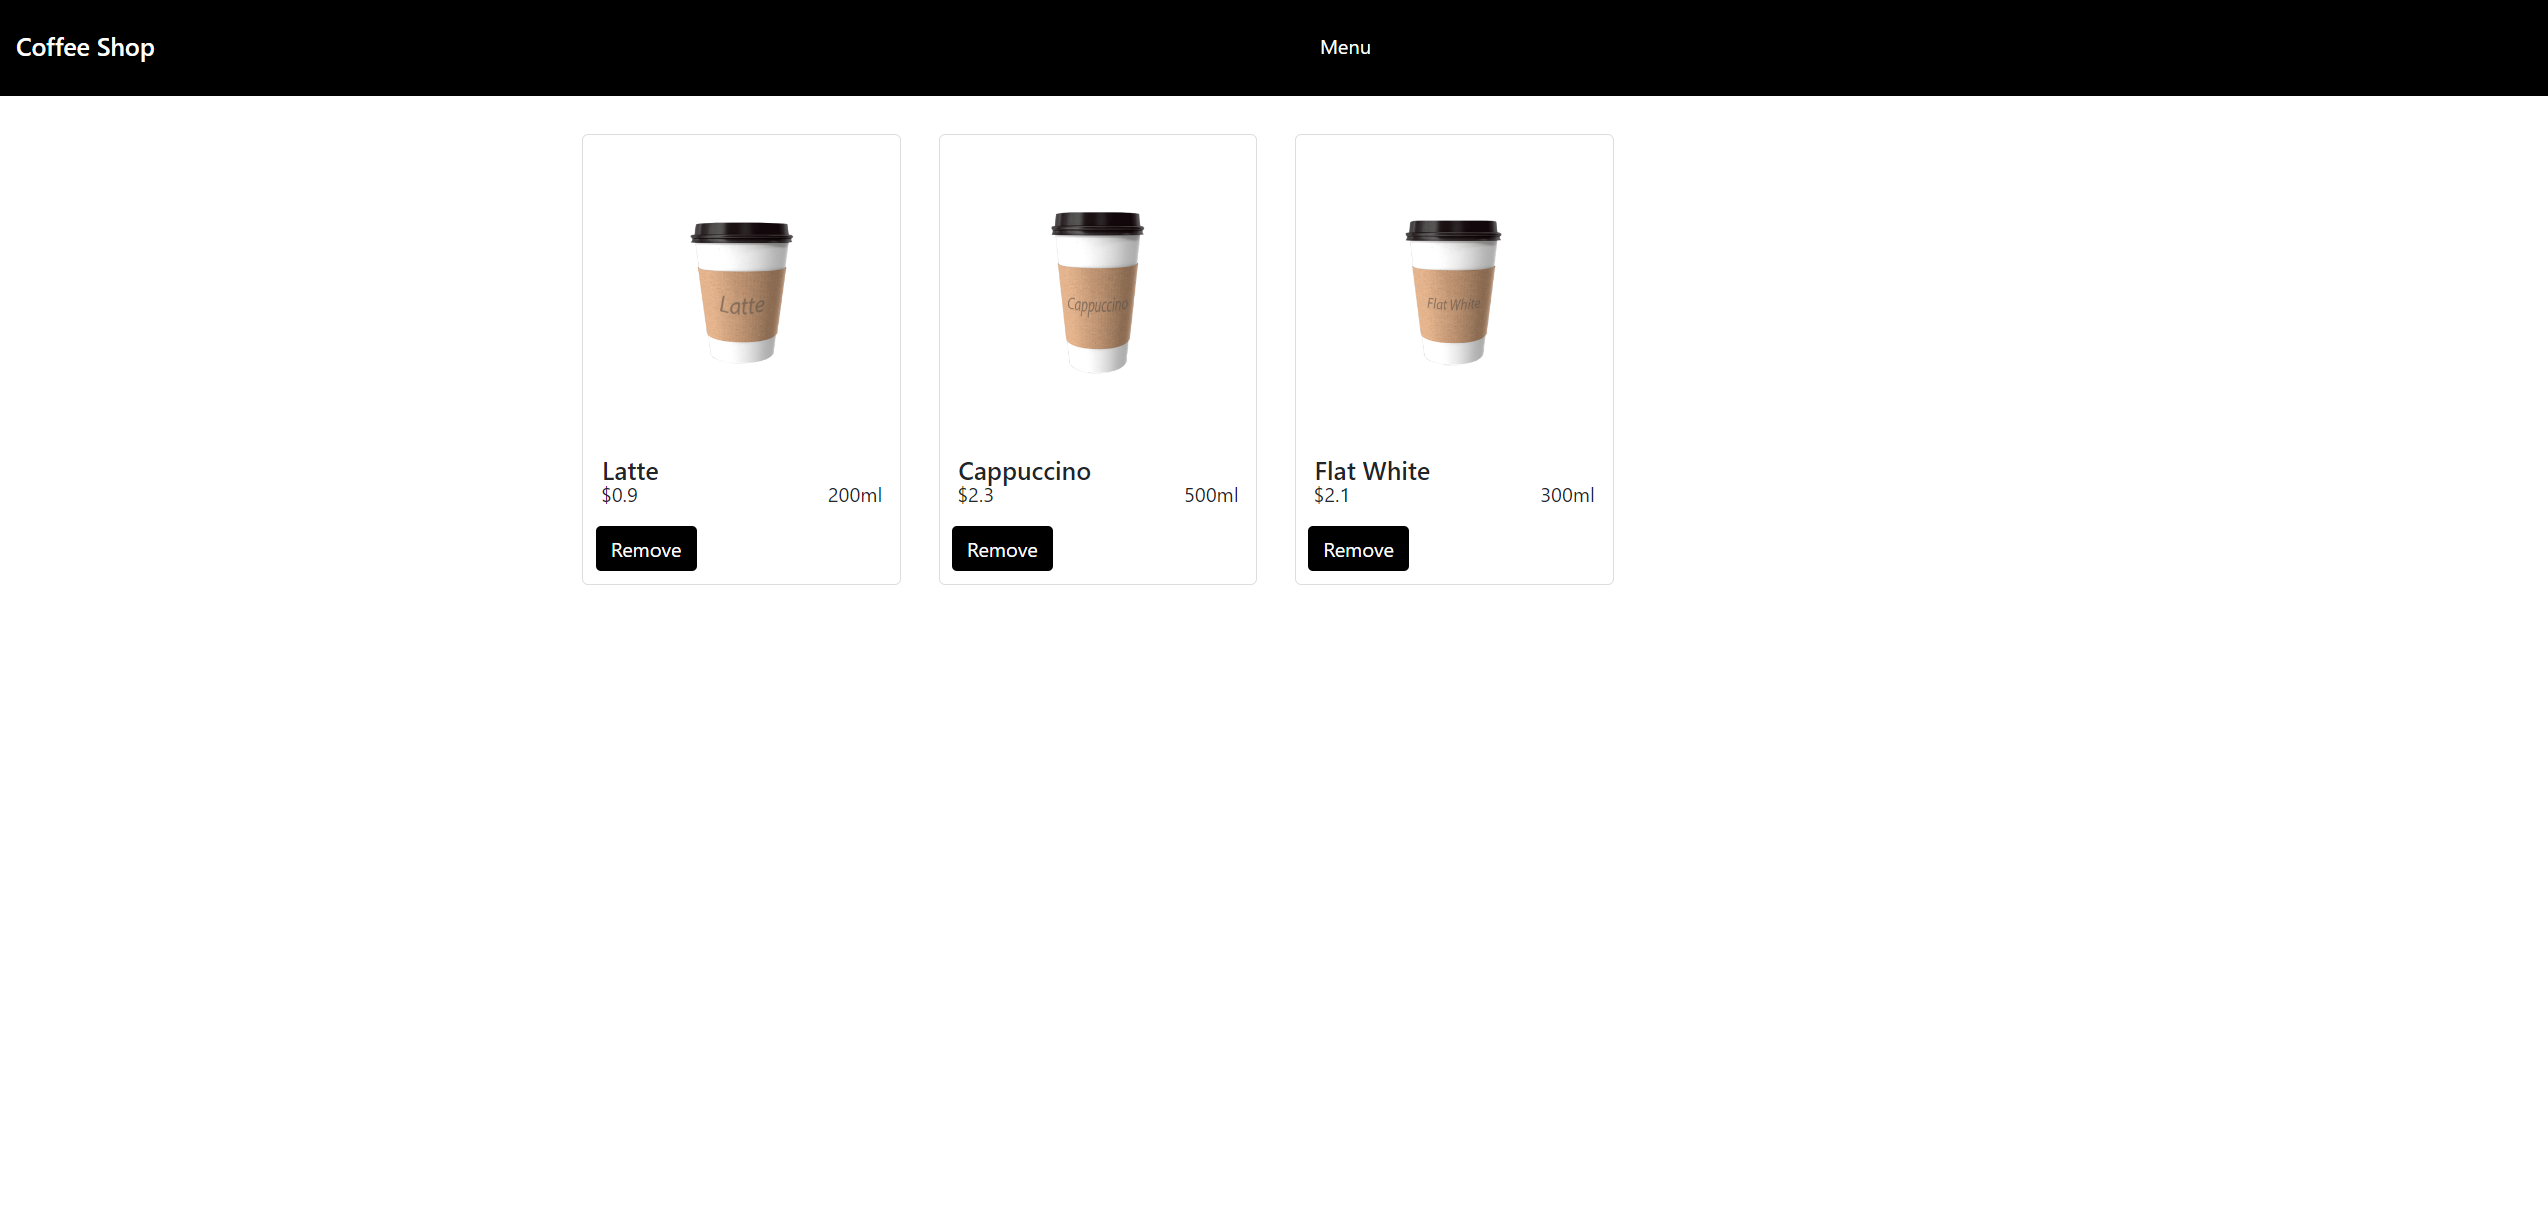 Coffee Shop Menu
Latte Cappuccino Flat White
Latte
$0.9 200ml
Remove
Cappuccino
$2.3 500ml
Remove
Flat White
$2.1 300ml
Remove